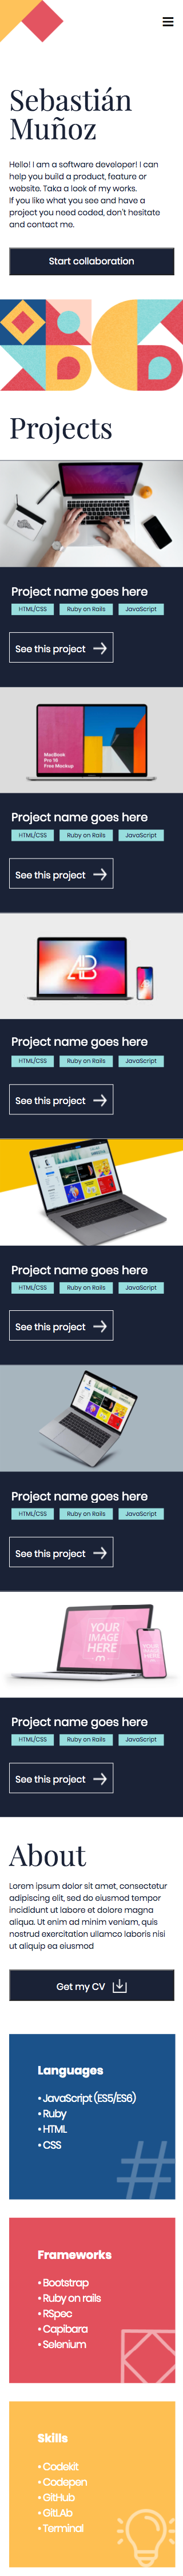 Sebastián
Muñoz
Hello! I am a software developer! I can
help you build a product, feature or
website. Taka a look of my works.
If you like what you see and have a
project you need coded, don't hesitate
and contact me.
Start collaboration
Projects
Project name goes here
HTML/CSS Ruby on Rails JavaScript
See this project
MacBook
Pro 16
Free Mockup
Project name goes here
HTML/CSS Ruby on Rails JavaScript
See this project
Project name goes here
HTML/CSS Ruby on Rails JavaScript
See this project
Project name goes here
HTML/CSS Ruby on Rails JavaScript
See this project
Project name goes here
HTML/CSS Ruby on Rails JavaScript
See this project
YOUR
IMAGE
HERE
YOUR
IMAGE
HERE
Project name goes here
HTML/CSS Ruby on Rails JavaScript
See this project
About
Lorem ipsum dolor sit amet, consectetur
adipiscing elit, sed do eiusmod tempor
incididunt ut labore et dolore magna
aliqua. Ut enim ad minim veniam, quis
nostrud exercitation ullamco laboris nisi
ut aliquip ea eiusmod
Get my CV
Languages
• JavaScript (ES5/ES6)
• Ruby
• HTML
• CSS
#
Frameworks
• Bootstrap
• Ruby on rails
• RSpec
• Capibara
• Selenium
Skills
• Codekit
• Codepen
• GitHub
• GitLAb
• Terminal